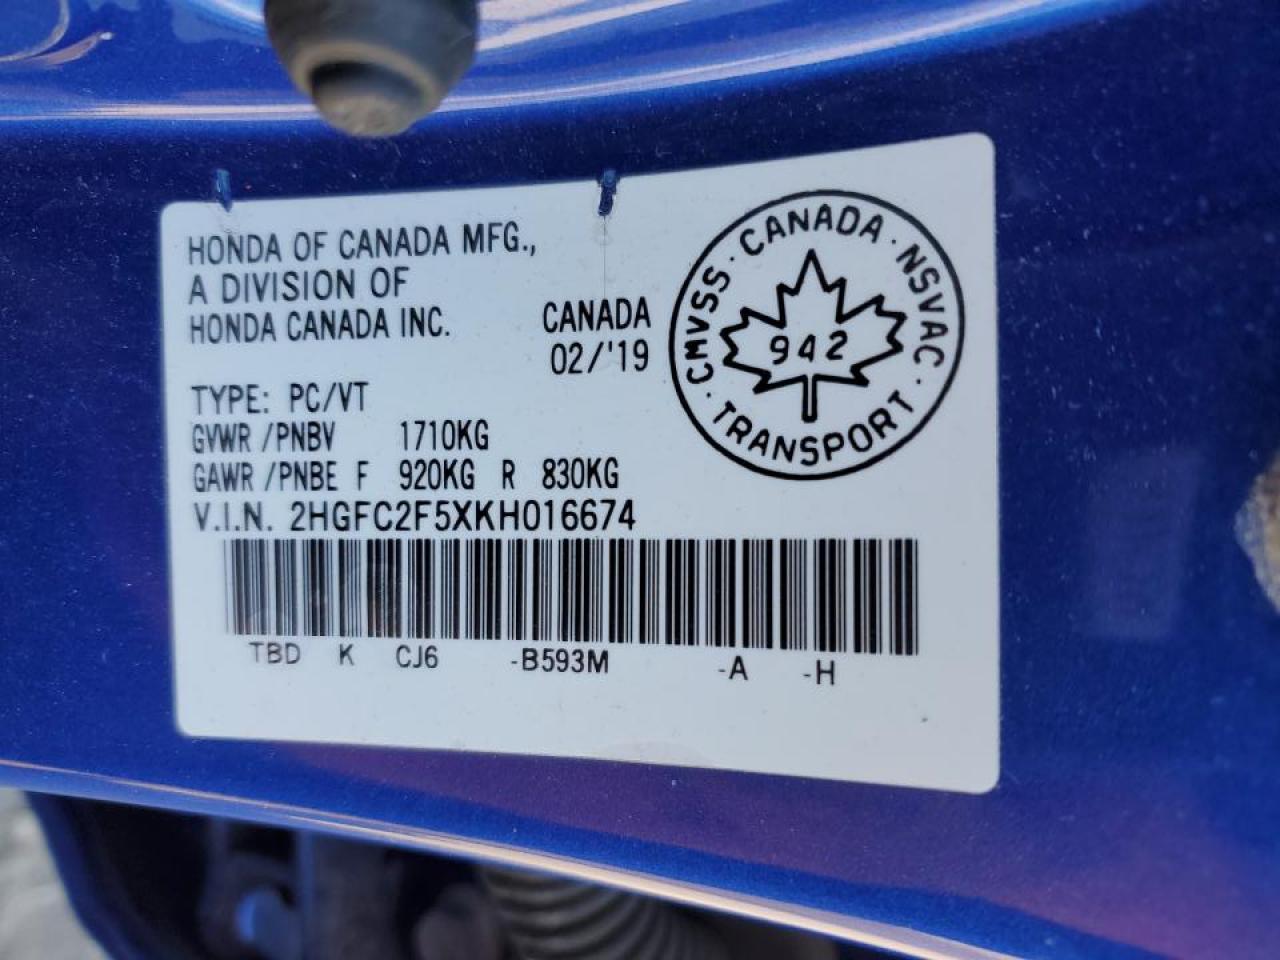 HONDA OF CANADA MFG.,
A DIVISION OF
HONDA CANADA INC.
CANADA
02/'19
TYPE: PC/VT
GVWR /PNBV 1710KG
GAWR /PNBE F 920KG R 830KG
V.I.N. 2HGFC2F5XKH016674
TBD K CJ6 -B593M -A -H
· CANADA · NSVAC · TRANSPORT · CMVSS
942